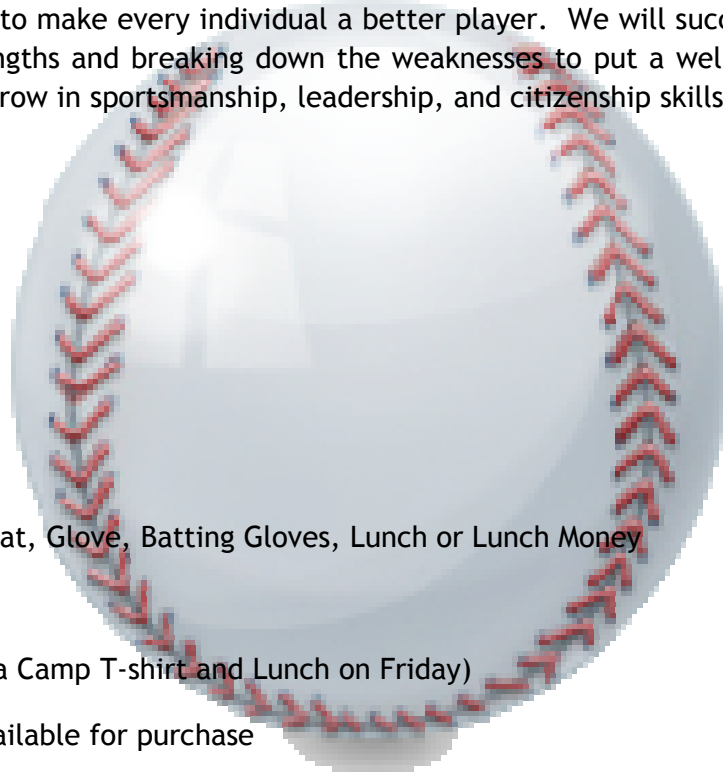 to make every individual a better player. We will succ
ngths and breaking down the weaknesses to put a wel
row in sportsmanship, leadership, and citizenship skills
at, Glove, Batting Gloves, Lunch or Lunch Money
a Camp T-shirt and Lunch on Friday)
ailable for purchase